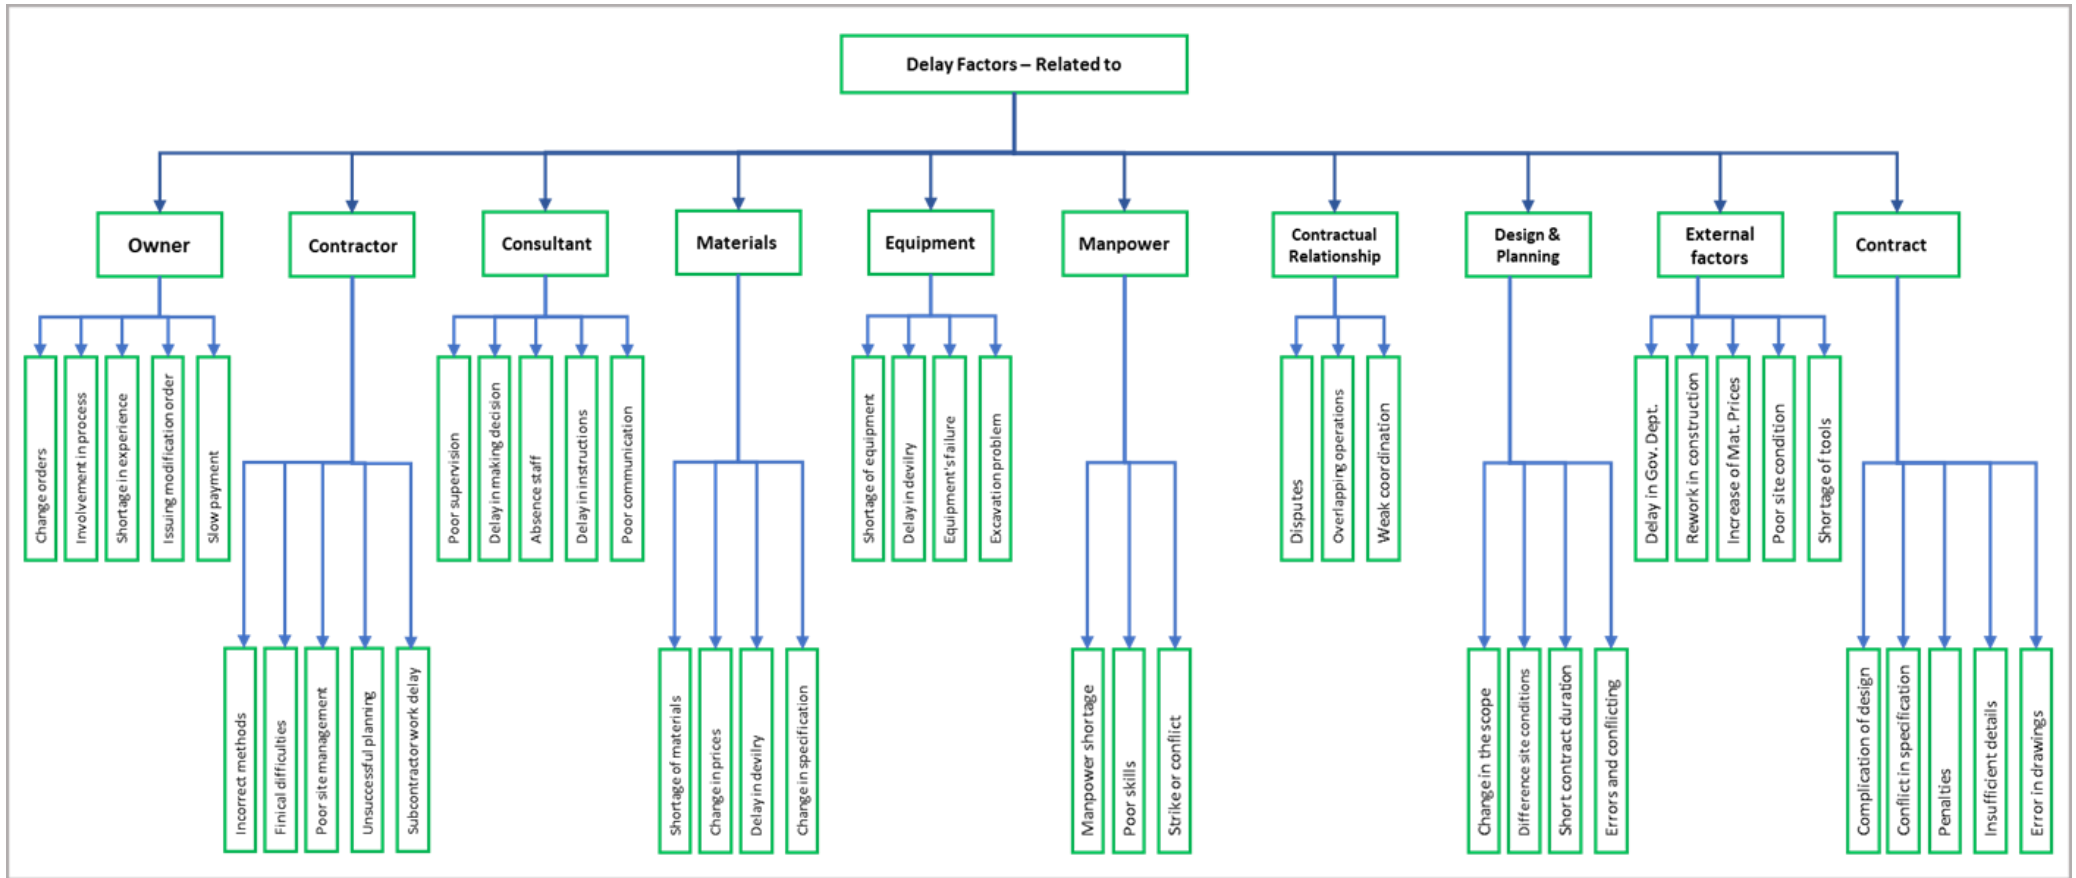 Delay Factors – Related to
Owner
Contractor
Consultant
Materials
Equipment
Manpower
Contractual
Relationship
Design &
Planning
External
factors
Contract
Change orders
Involvement in process
Shortage in experience
Issuing modification order
Slow payment
Incorrect methods
Finical difficulties
Poor site management
Unsuccessful planning
Subcontractor work delay
Poor supervision
Delay in making decision
Absence staff
Delay in instructions
Poor communication
Shortage of materials
Change in prices
Delay in devilry
Change in specification
Shortage of equipment
Delay in devilry
Equipment's failure
Excavation problem
Manpower shortage
Poor skills
Strike or conflict
Disputes
Overlapping operations
Weak coordination
Change in the scope
Difference site conditions
Short contract duration
Errors and conflicting
Delay in Gov. Dept.
Rework in construction
Increase of Mat. Prices
Poor site condition
Shortage of tools
Complication of design
Conflict in specification
Penalties
Insufficient details
Error in drawings